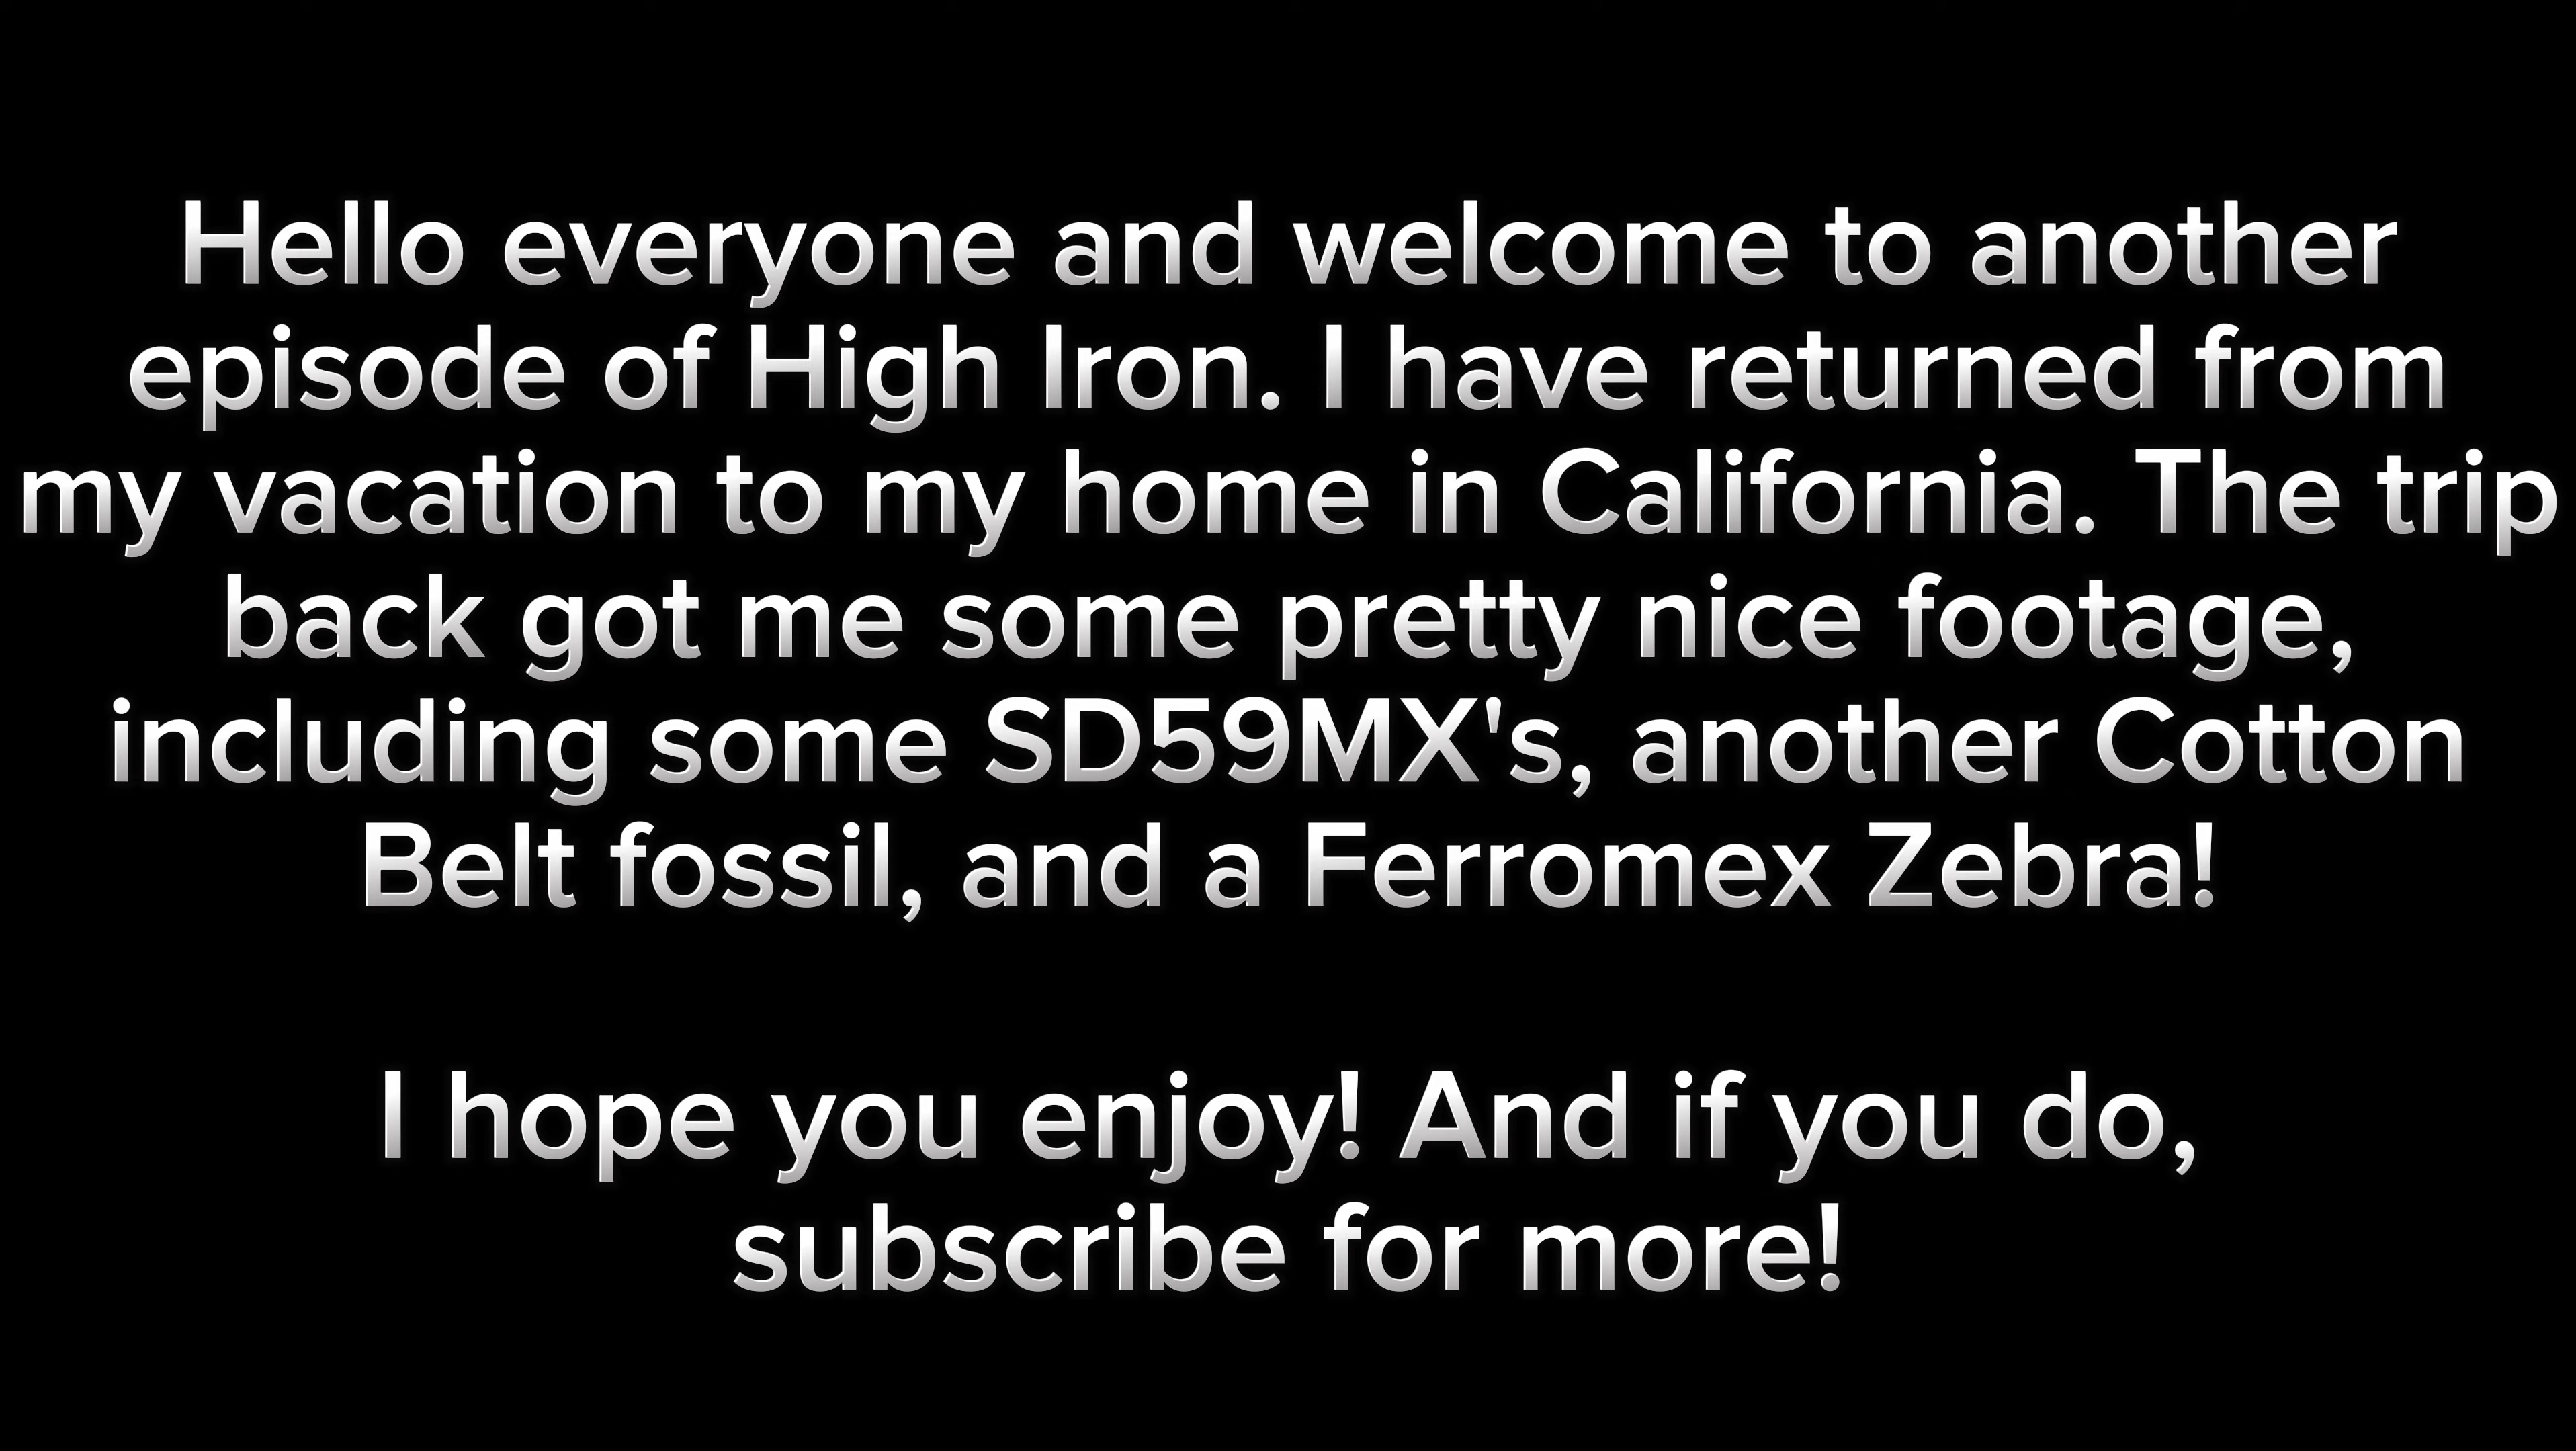 Hello everyone and welcome to another
episode of High Iron. I have returned from
my vacation to my home in California. The trip
back got me some pretty nice footage,
including some SD59MX's, another Cotton
Belt fossil, and a Ferromex Zebra!
I hope you enjoy! And if you do,
subscribe for more!